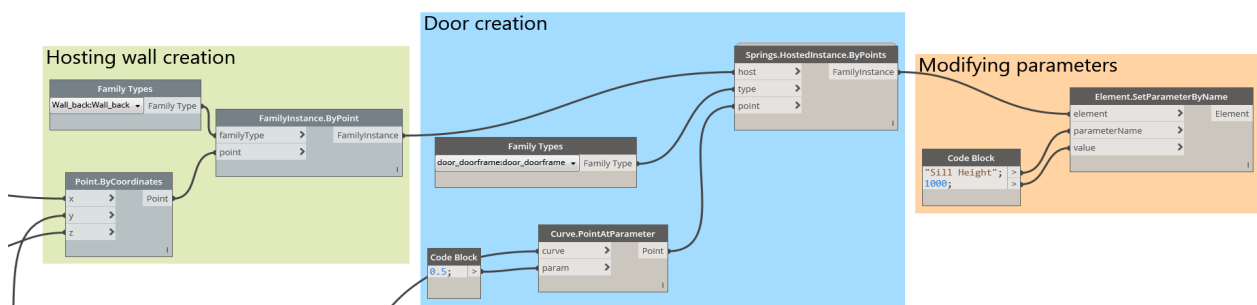 Hosting wall creation
Family Types
Wall_back:Wall_back Family Type
FamilyInstance.ByPoint
familyType > FamilyInstance
point >
l
Point.ByCoordinates
x > Point
y >
z >
l
Door creation
Springs.HostedInstance.ByPoints
host > FamilyInstance
type >
point >
l
Family Types
door_doorframe:door_doorframe Family Type
Curve.PointAtParameter
curve > Point
param >
l
Code Block
0.5; >
Modifying parameters
Element.SetParameterByName
element > Element
parameterName >
value >
l
Code Block
"Sill Height"; >
1000; >